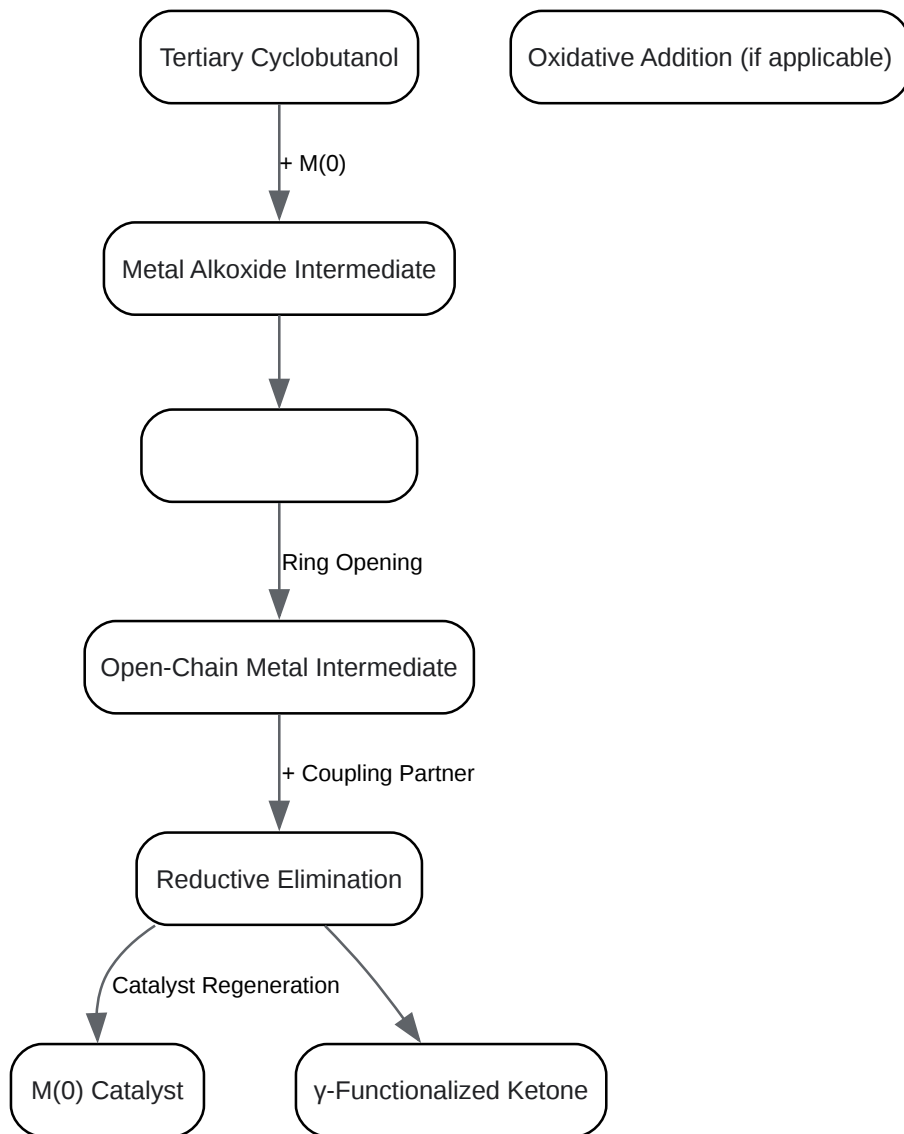 Tertiary Cyclobutanol
Oxidative Addition (if applicable)
+ M(0)
Metal Alkoxide Intermediate
Ring Opening
Open-Chain Metal Intermediate
+ Coupling Partner
Reductive Elimination
Catalyst Regeneration
M(0) Catalyst
γ-Functionalized Ketone